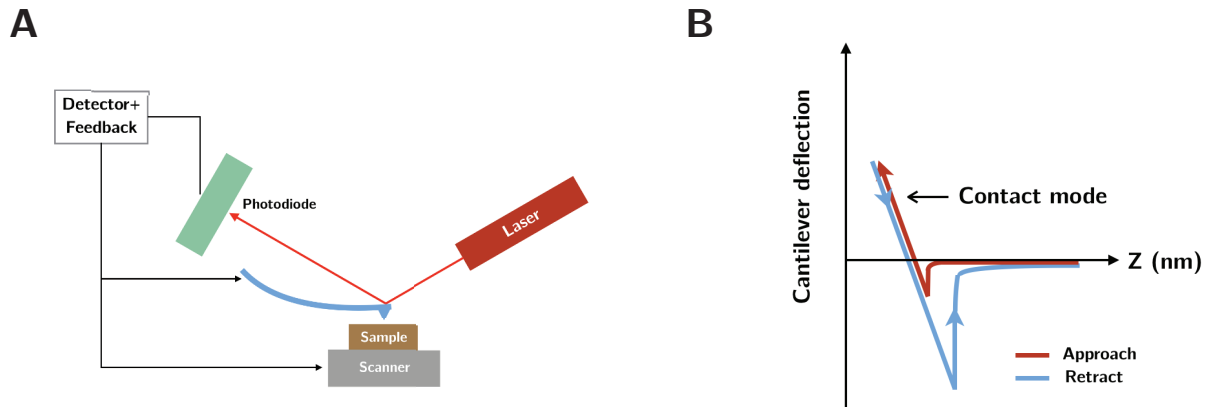 A
Detector+
Feedback
Photodiode
Laser
Sample
Scanner
B
Cantilever deflection
Contact mode
Z (nm)
Approach
Retract